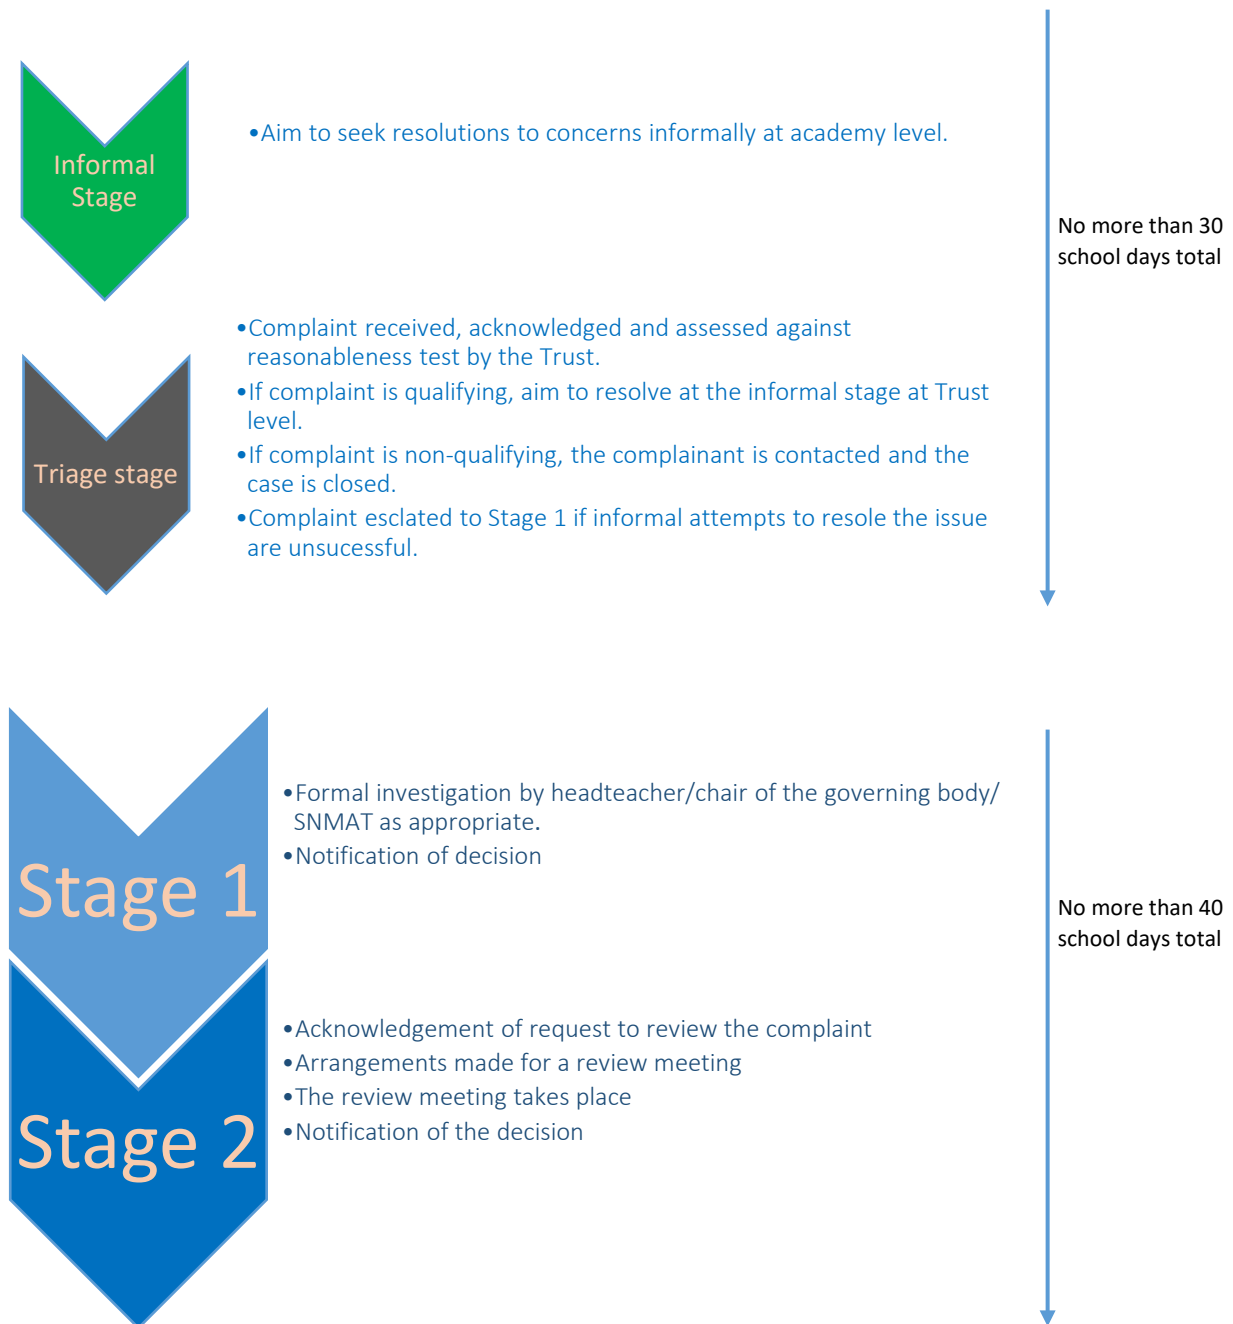 Informal
Stage
•Aim to seek resolutions to concerns informally at academy level.
No more than 30
school days total
Triage stage
•Complaint received, acknowledged and assessed against
reasonableness test by the Trust.
•If complaint is qualifying, aim to resolve at the informal stage at Trust
level.
•If complaint is non-qualifying, the complainant is contacted and the
case is closed.
•Complaint esclated to Stage 1 if informal attempts to resole the issue
are unsucessful.
Stage 1
•Formal investigation by headteacher/chair of the governing body/
SNMAT as appropriate.
•Notification of decision
No more than 40
school days total
Stage 2
•Acknowledgement of request to review the complaint
•Arrangements made for a review meeting
•The review meeting takes place
•Notification of the decision